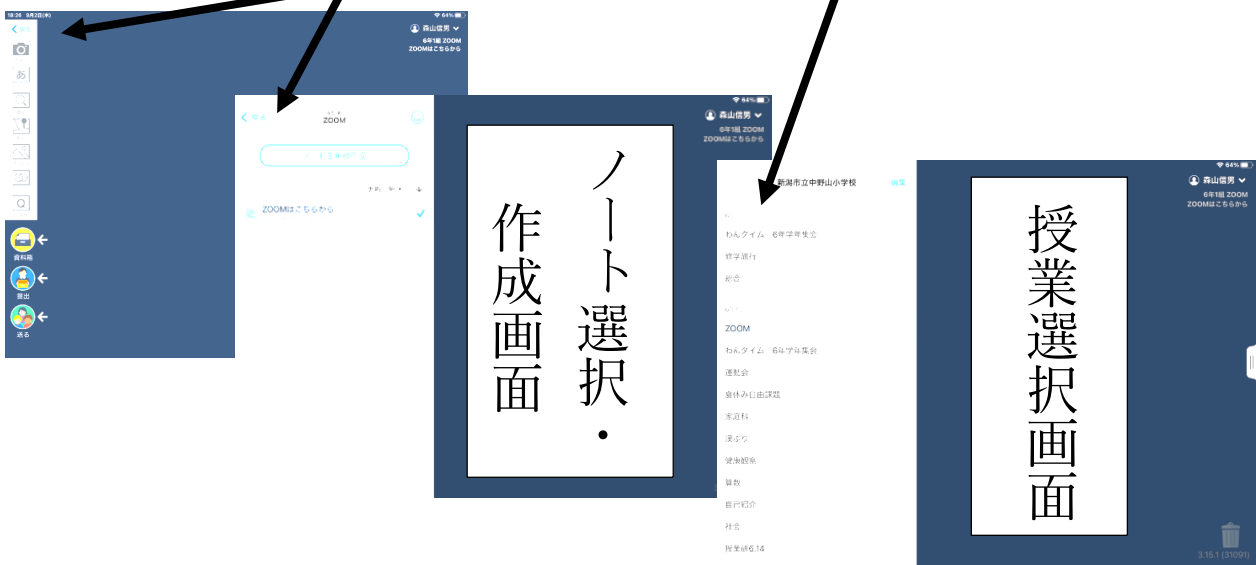 18:26 9月2日(水)
64%
森山信男
6年1組 ZOOM
ZOOMはこちらから
あ
資料箱
提出
送る
ZOOM
ZOOMはこちらから
64%
森山信男
6年1組 ZOOM
ZOOMはこちらから
ノート選択・
作成画面
新潟市立中野山小学校
編集
わんタイム 6年学年集会
修学旅行
総合
ZOOM
わんタイム 6年学年集会
運動会
夏休み自由課題
家庭科
漢ぷり
健康観察
算数
自己紹介
社会
授業研6.14
64%
森山信男
6年1組 ZOOM
ZOOMはこちらから
授業選択画面
3.15.1 (31091)